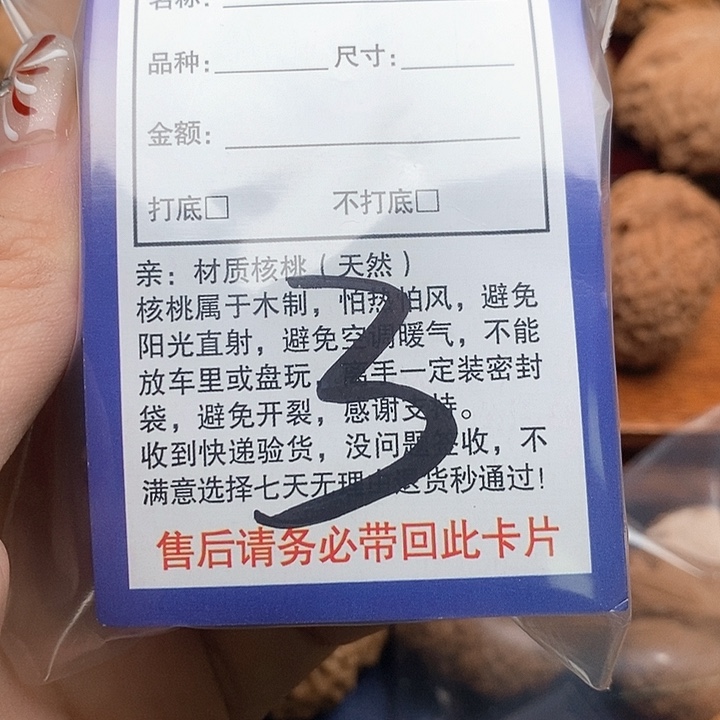 名称：
品种： 尺寸：
金额：
打底□ 不打底□
亲：材质核桃（天然）
核桃属于木制，怕热怕风，避免
阳光直射，避免空调暖气，不能
放车里或盘玩，离手一定装密封
袋，避免开裂，感谢支持。
收到快递验货，没问题签收，不
满意选择七天无理由退货秒通过！
售后请务必带回此卡片
3